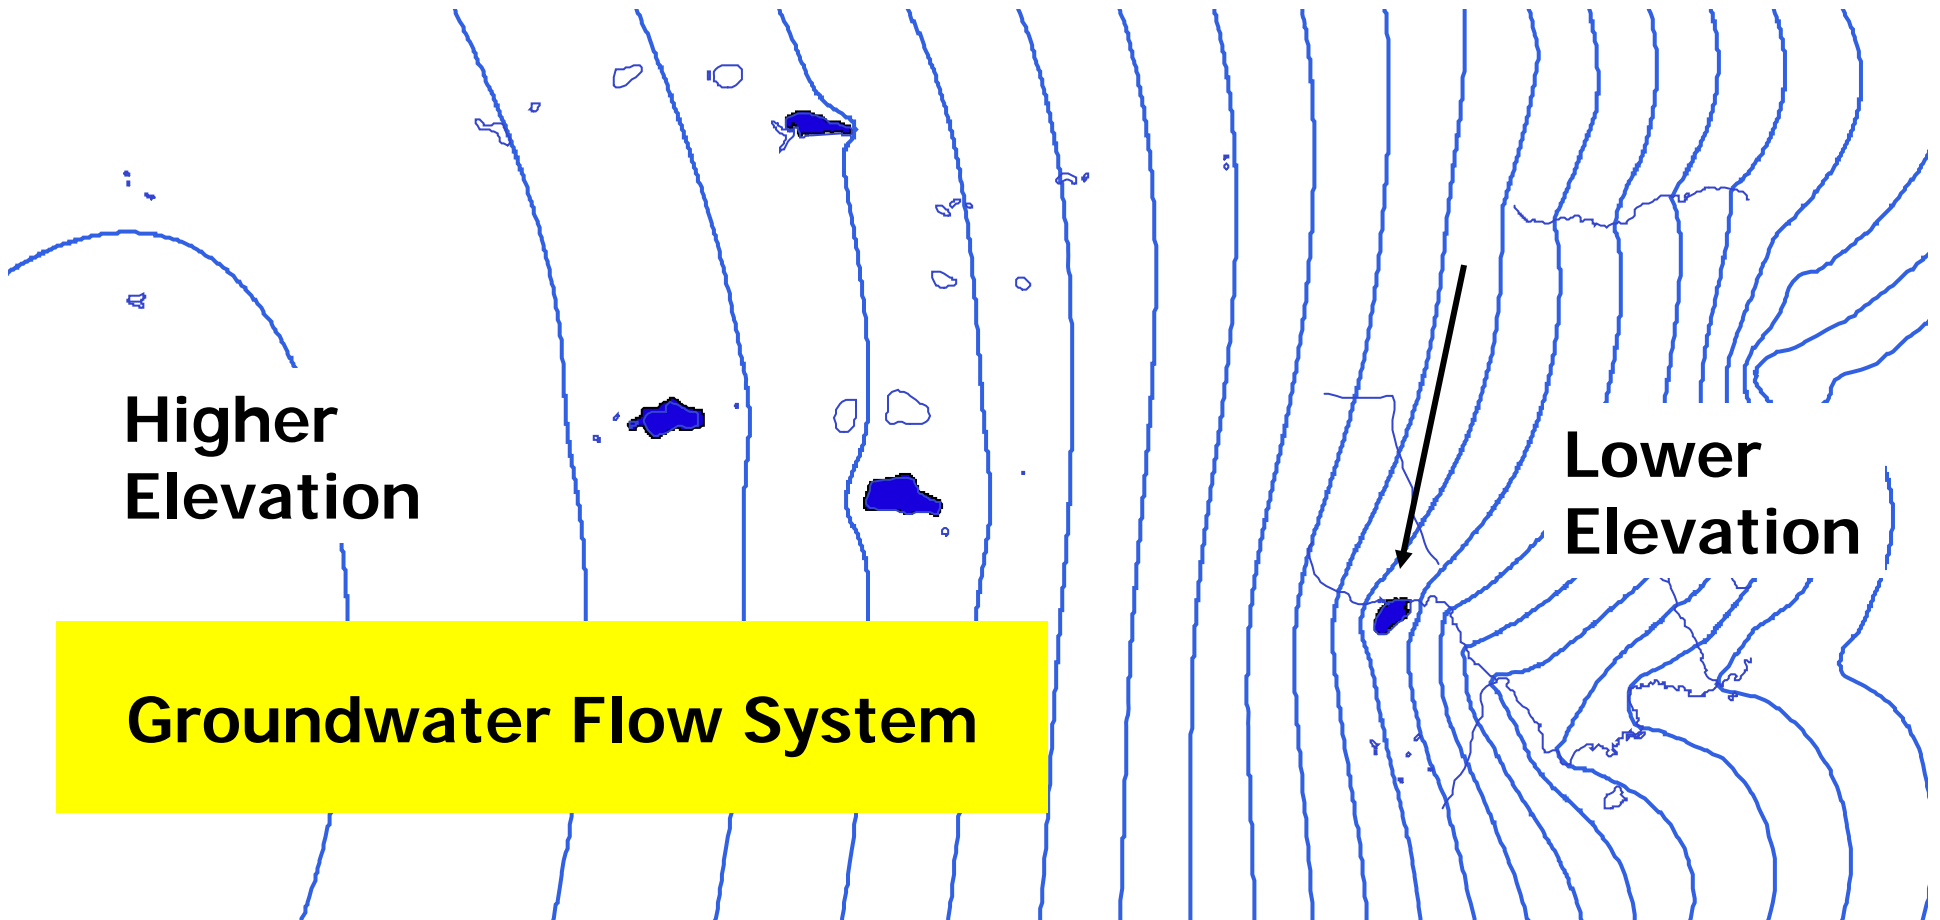 Higher
Elevation
Lower
Elevation
Groundwater Flow System